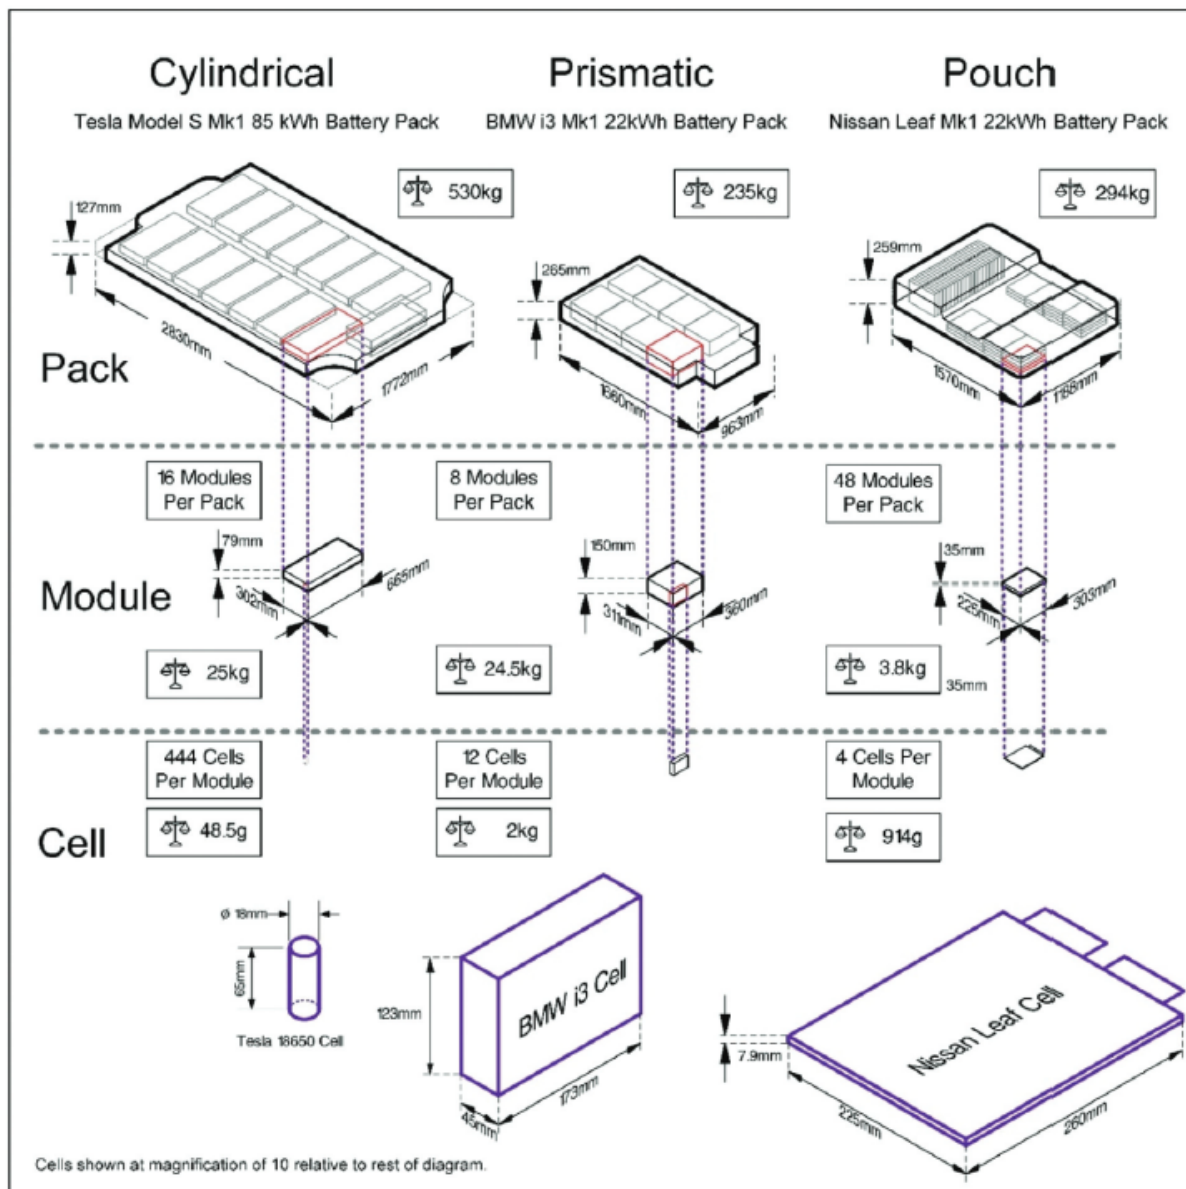 Cylindrical
Prismatic
Pouch
Tesla Model S Mk1 85 kWh Battery Pack
BMW i3 Mk1 22kWh Battery Pack
Nissan Leaf Mk1 22kWh Battery Pack
530kg
235kg
294kg
127mm
265mm
259mm
2830mm
1772mm
1660mm
963mm
1570mm
1188mm
Pack
16 Modules
Per Pack
8 Modules
Per Pack
48 Modules
Per Pack
79mm
150mm
35mm
Module
302mm
665mm
311mm
360mm
225mm
303mm
25kg
24.5kg
3.8kg
35mm
444 Cells
Per Module
12 Cells
Per Module
4 Cells Per
Module
Cell
48.5g
2kg
914g
Ø 18mm
65mm
Tesla 18650 Cell
123mm
BMW i3 Cell
45mm
173mm
7.9mm
Nissan Leaf Cell
225mm
260mm
Cells shown at magnification of 10 relative to rest of diagram.